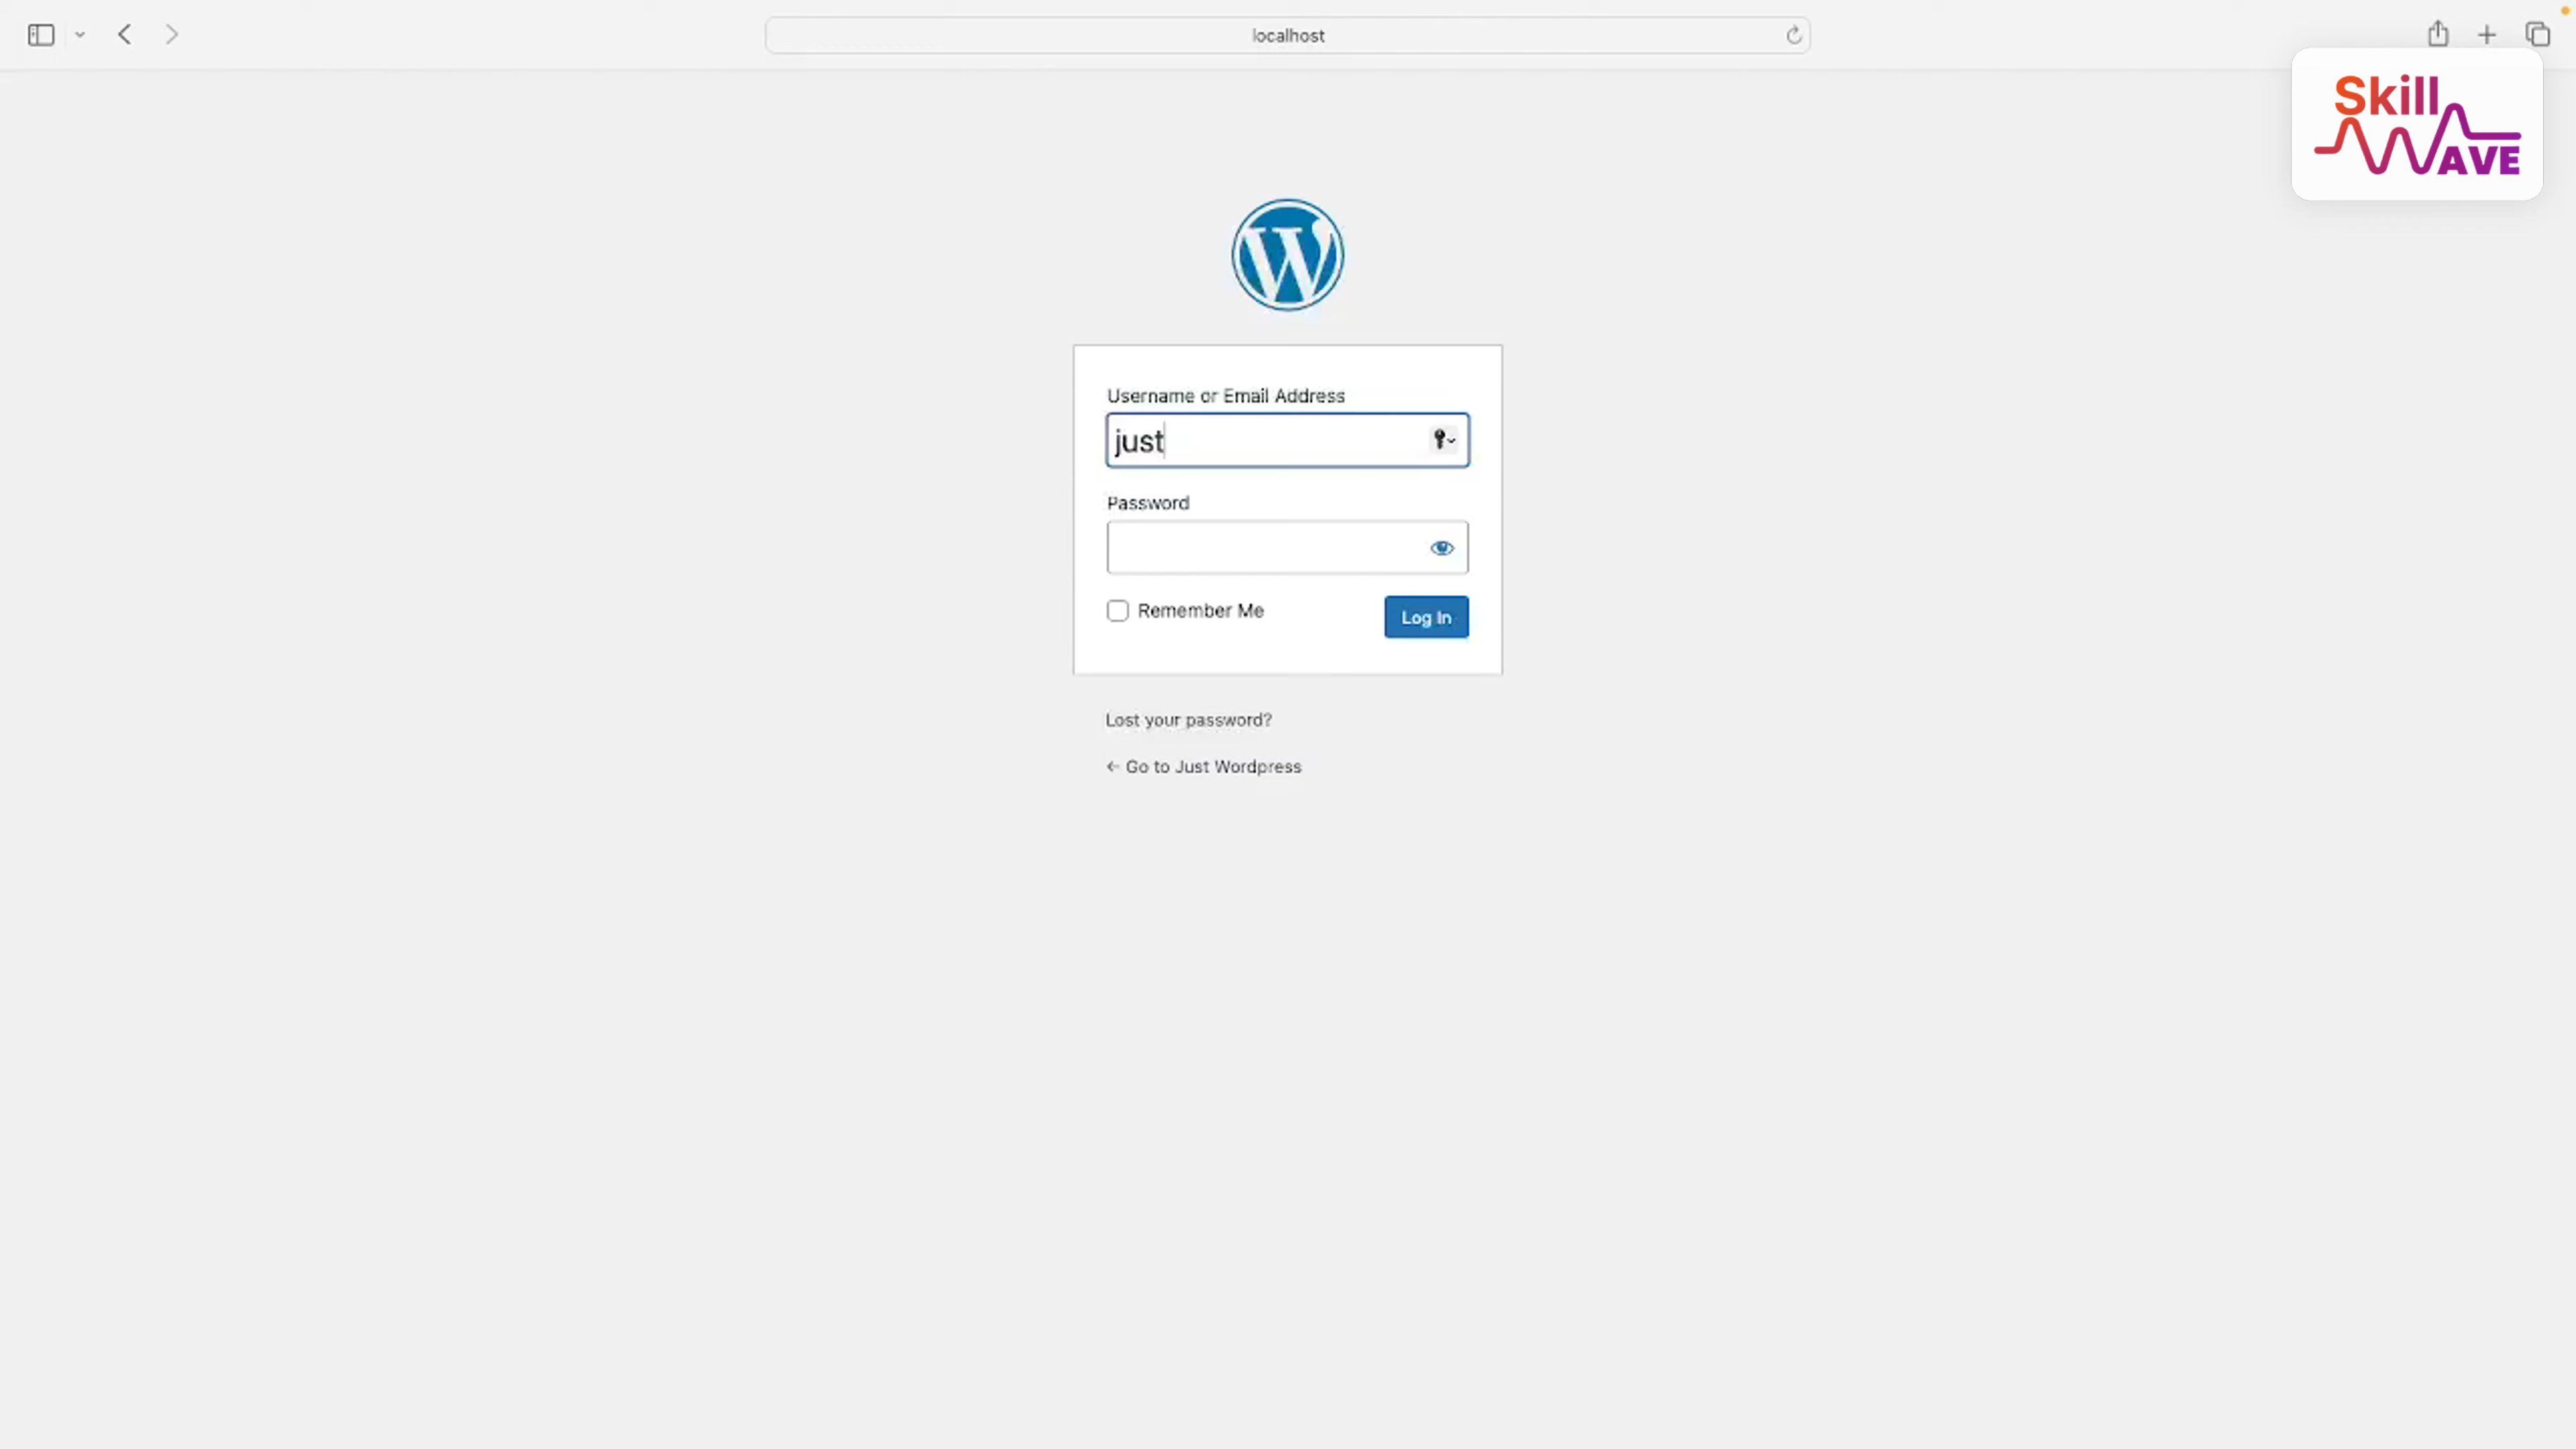 localhost
Skill
WAVE
Username or Email Address
just
Password
Remember Me
Log In
Lost your password?
← Go to Just Wordpress